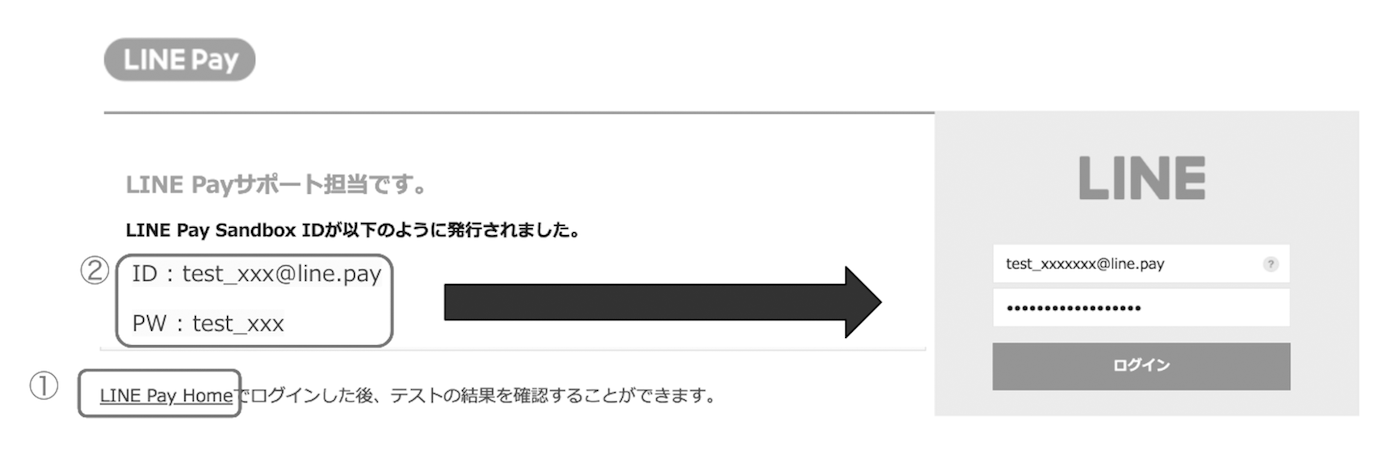 LINE Pay
LINE Payサポート担当です。
LINE Pay Sandbox IDが以下のように発行されました。
②
ID : test_xxx@line.pay
PW : test_xxx
①
LINE Pay Homeでログインした後、テストの結果を確認することができます。
LINE
test_xxxxxxx@line.pay
?
••••••••••••••••••
ログイン